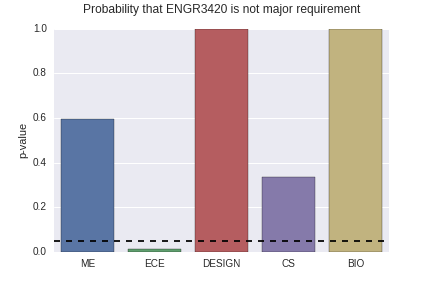 Probability that ENGR3420 is not major requirement
1.0
0.8
0.6
0.4
0.2
0.0
p-value
ME ECE DESIGN CS BIO